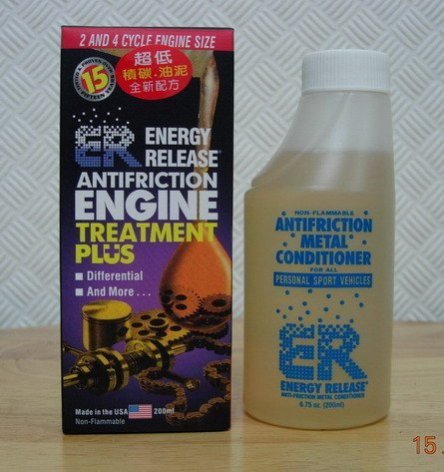 2 AND 4 CYCLE ENGINE SIZE
超低
積碳.油泥
全新配方
15
ER
ENERGY
RELEASE®
ANTIFRICTION
ENGINE
TREATMENT
PLUS
■ Differential
■ And More . . .
Made in the USA 200ml
Non-Flammable
NON-FLAMMABLE
ANTIFRICTION
METAL
CONDITIONER
FOR ALL
PERSONAL SPORT VEHICLES
ER
ENERGY RELEASE®
ANTI-FRICTION METAL CONDITIONER
6.75 oz. (200ml)
15.